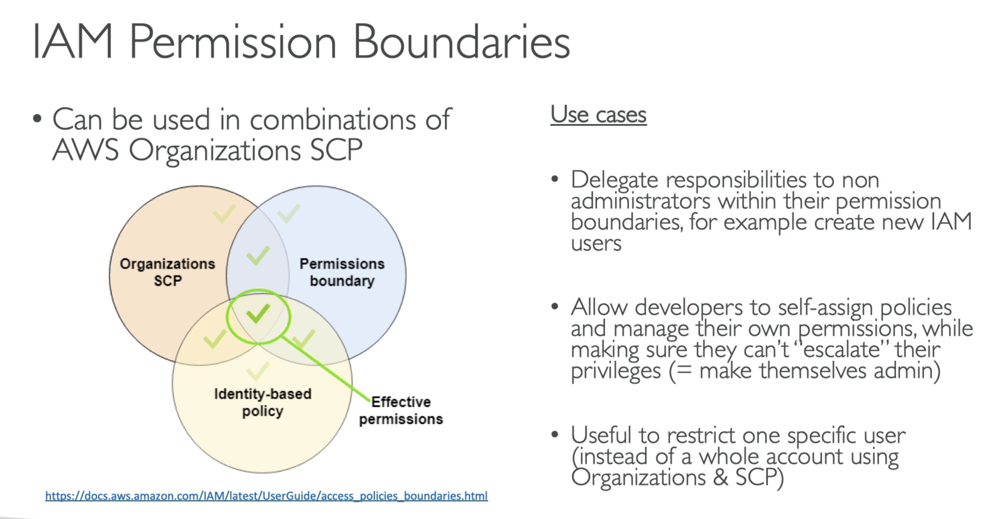 IAM Permission Boundaries
• Can be used in combinations of
AWS Organizations SCP
Organizations
SCP
Permissions
boundary
Identity-based
policy
Effective
permissions
https://docs.aws.amazon.com/IAM/latest/UserGuide/access_policies_boundaries.html
Use cases
• Delegate responsibilities to non
administrators within their permission
boundaries, for example create new IAM
users
• Allow developers to self-assign policies
and manage their own permissions, while
making sure they can’t “escalate” their
privileges (= make themselves admin)
• Useful to restrict one specific user
(instead of a whole account using
Organizations & SCP)